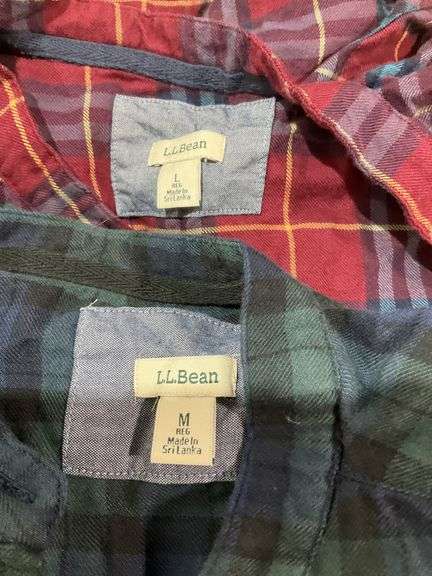 L.L.Bean
L
REG
Made In
Sri Lanka
L.L.Bean
M
REG
Made In
Sri Lanka